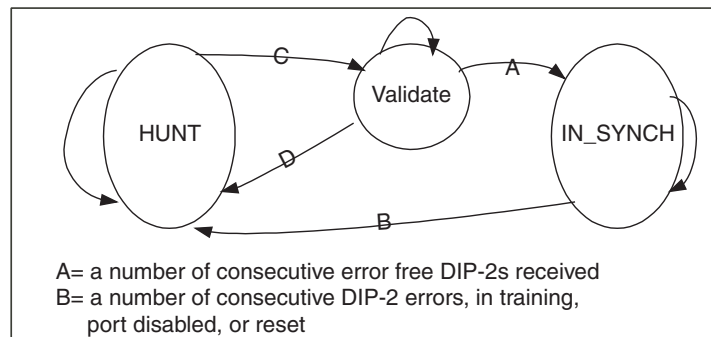 C
A
Validate
HUNT
IN_SYNCH
D
B
A= a number of consecutive error free DIP-2s received
B= a number of consecutive DIP-2 errors, in training,
port disabled, or reset